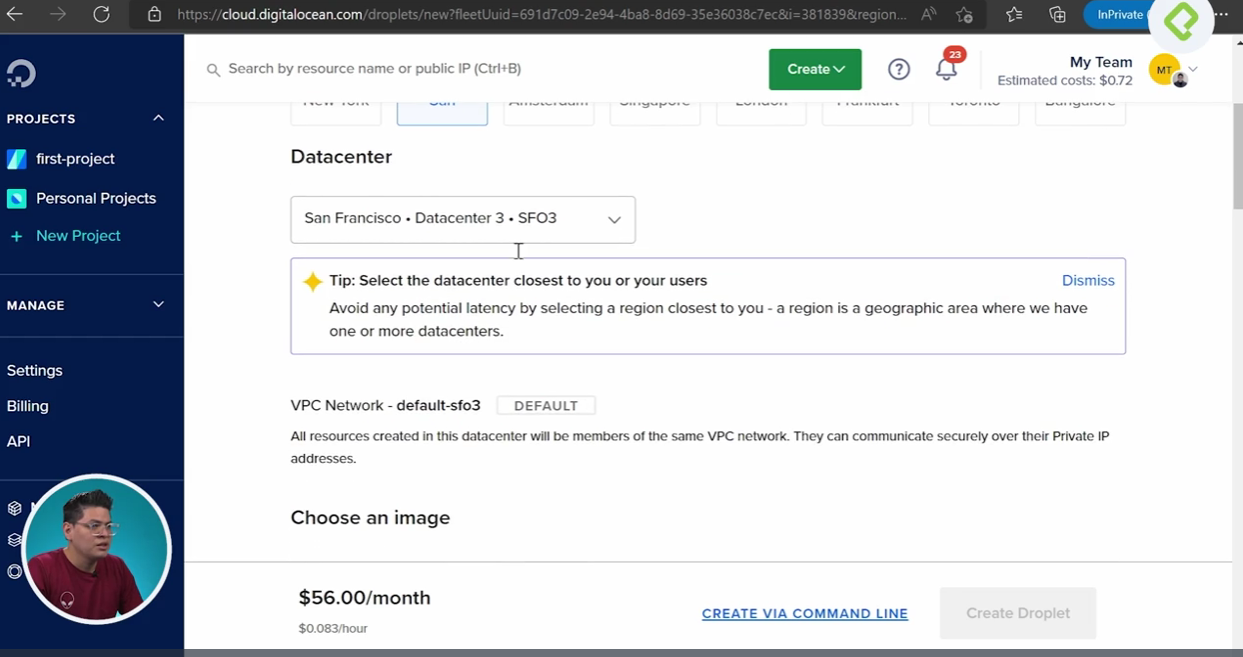 https://cloud.digitalocean.com/droplets/new?fleetUuid=691d7c09-2e94-4ba8-8d69-35e36038c7ec&i=381839&region...
InPrivate
Search by resource name or public IP (Ctrl+B)
Create
23
My Team
Estimated costs: $0.72
MT
PROJECTS
first-project
Personal Projects
+ New Project
MANAGE
Settings
Billing
API
New York
San
Amsterdam
Singapore
London
Frankfurt
Toronto
Bangalore
Datacenter
San Francisco • Datacenter 3 • SFO3
Tip: Select the datacenter closest to you or your users
Dismiss
Avoid any potential latency by selecting a region closest to you - a region is a geographic area where we have
one or more datacenters.
VPC Network - default-sfo3 DEFAULT
All resources created in this datacenter will be members of the same VPC network. They can communicate securely over their Private IP
addresses.
Choose an image
$56.00/month
$0.083/hour
CREATE VIA COMMAND LINE
Create Droplet